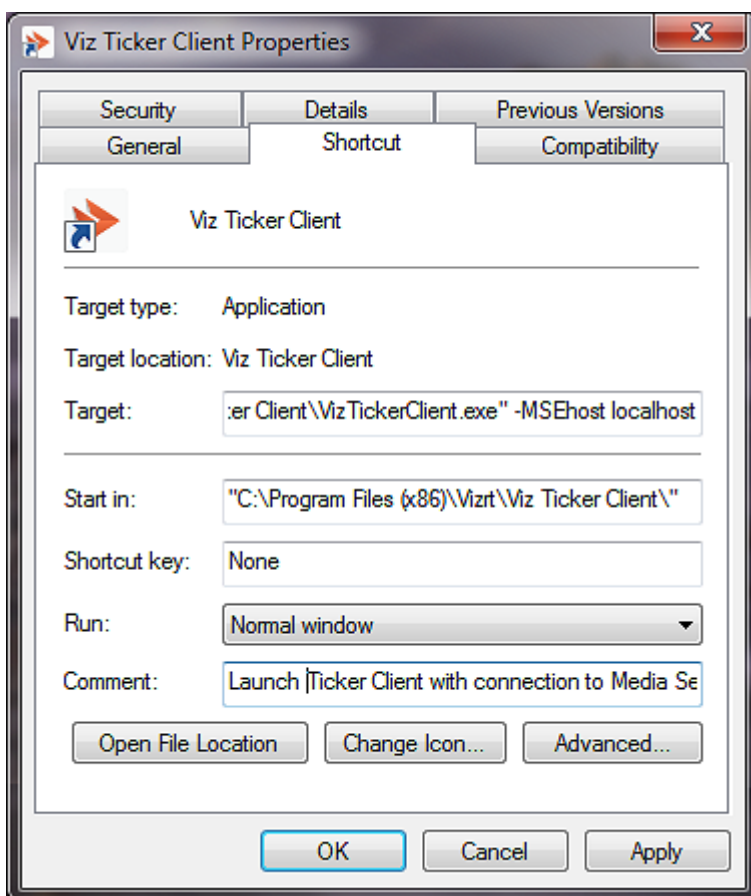 Viz Ticker Client Properties
x
Security Details Previous Versions
General Shortcut Compatibility
Viz Ticker Client
Target type: Application
Target location: Viz Ticker Client
Target: :er Client\VizTickerClient.exe" -MSEhost localhost
Start in: "C:\Program Files (x86)\Vizrt\Viz Ticker Client\"
Shortcut key: None
Run: Normal window
Comment: Launch Ticker Client with connection to Media Se
Open File Location Change Icon... Advanced...
OK Cancel Apply